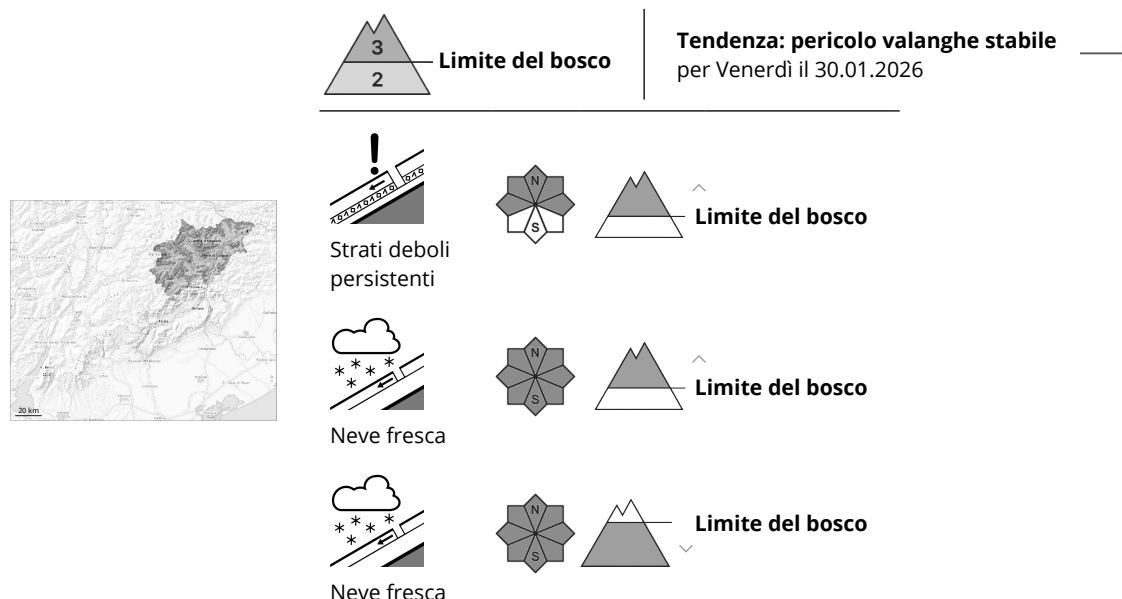 3
2
Limite del bosco
Tendenza: pericolo valanghe stabile
per Venerdì il 30.01.2026
N
S
Limite del bosco
Strati deboli
persistenti
N
S
Limite del bosco
Neve fresca
N
S
Limite del bosco
Neve fresca
20 km